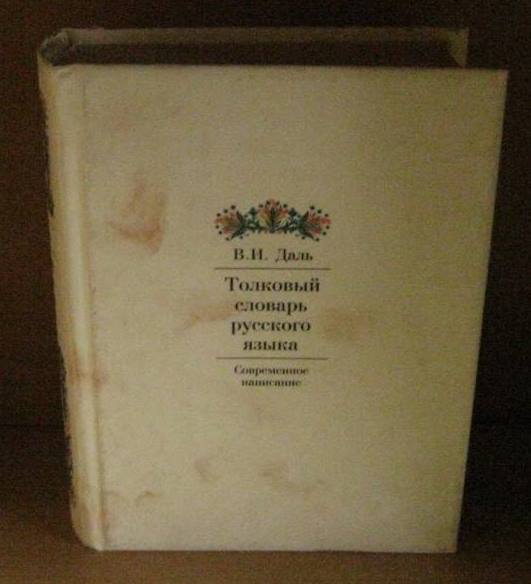 В.И. Даль
Толковый
словарь
русского
языка
Современное
написание